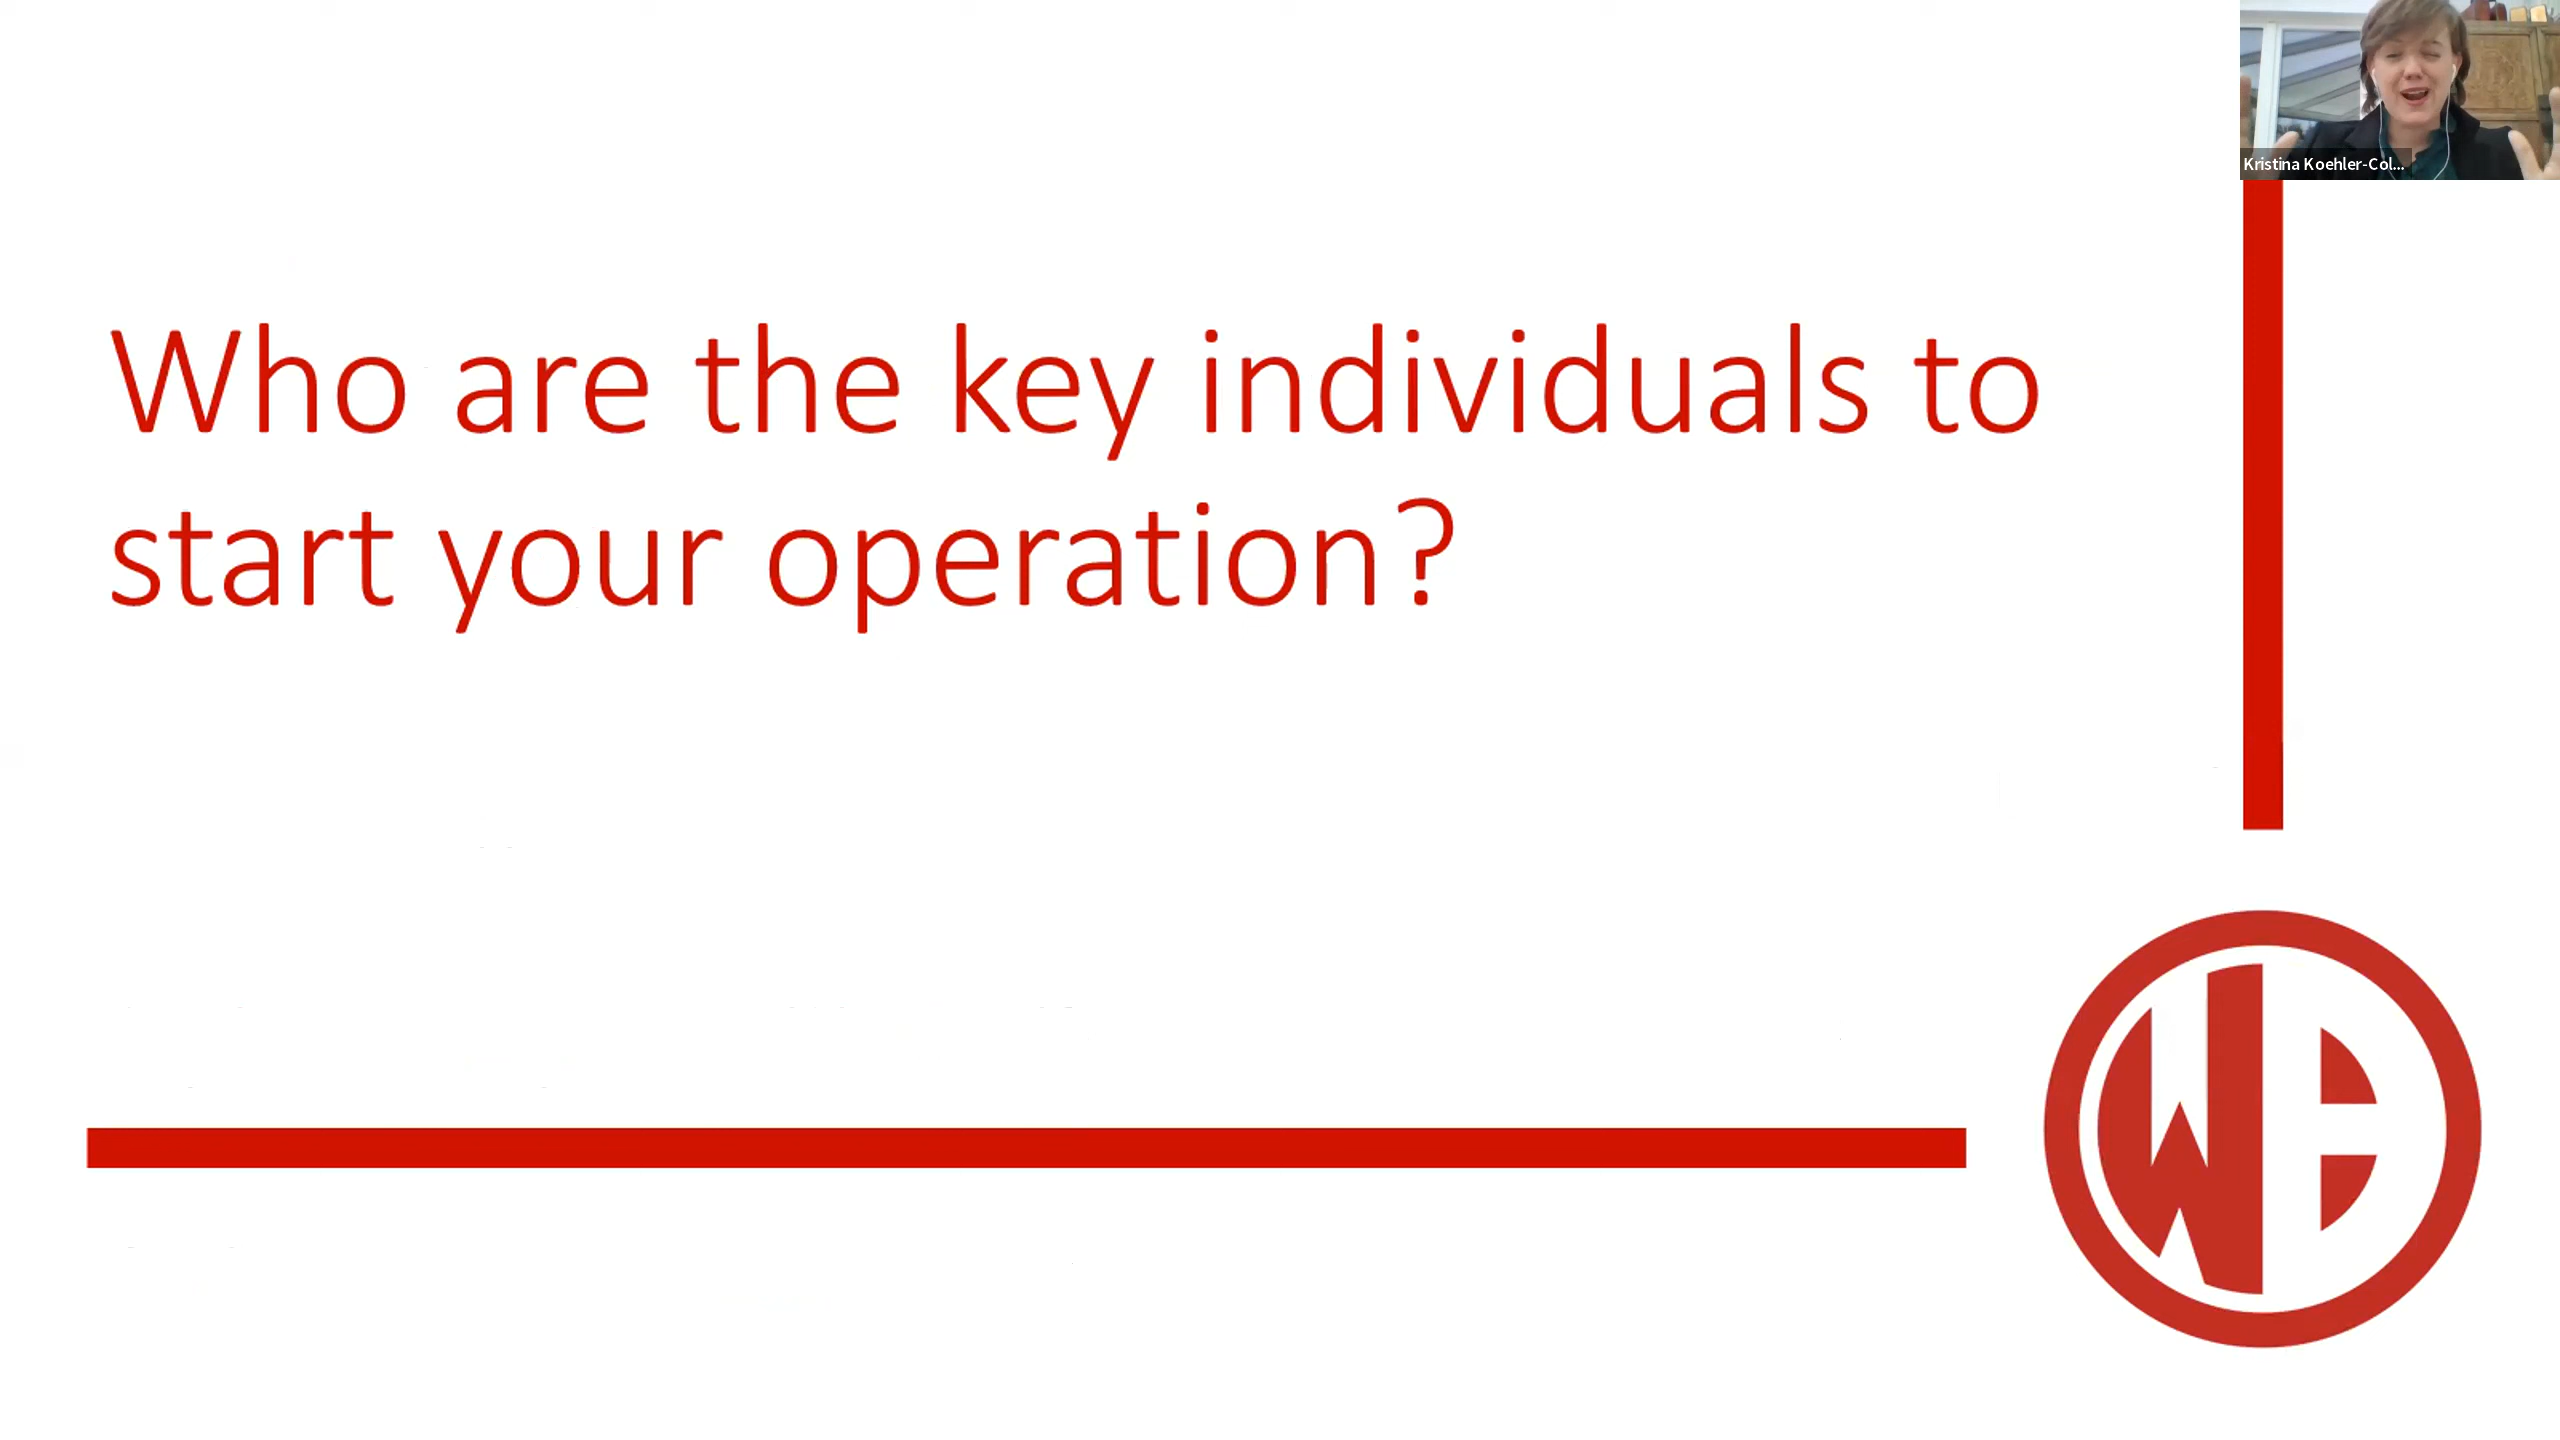 Kristina Koehler-Col...
Who are the key individuals to
start your operation?